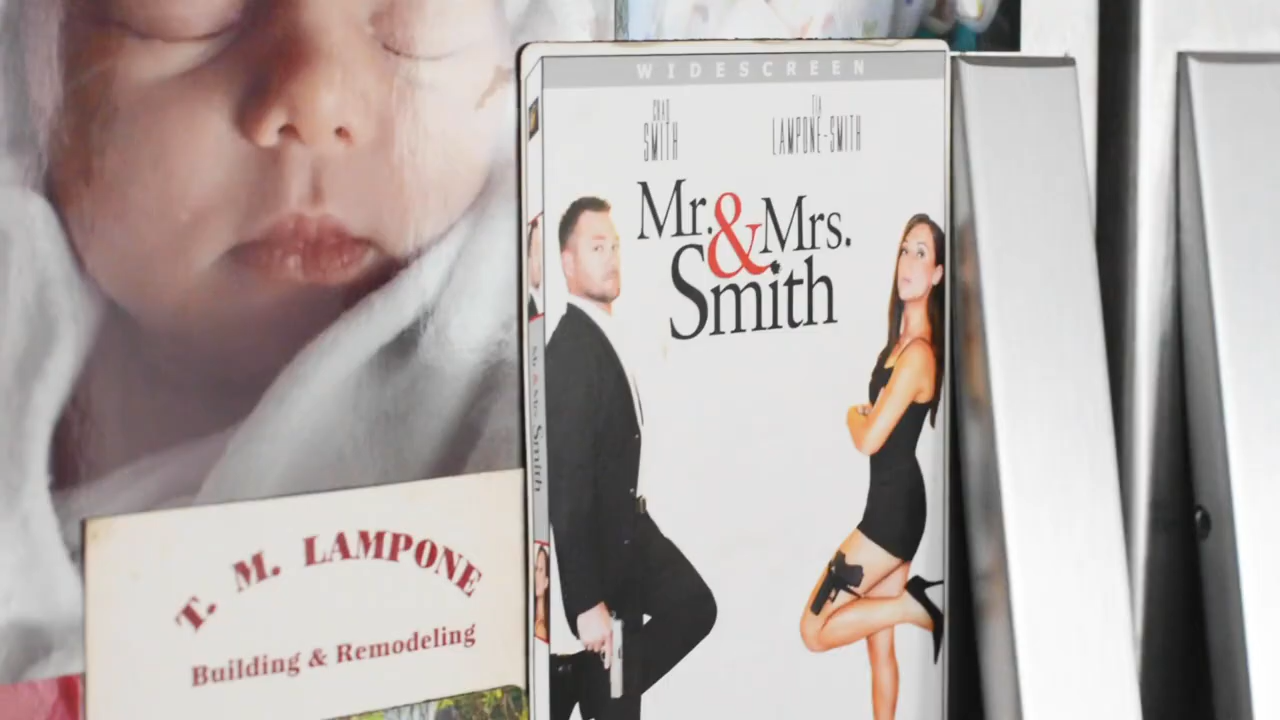 WIDESCREEN
CHAD
SMITH
TIA
LAMPONE-SMITH
Mr. & Mrs.
Smith
Mr & Mrs Smith
T. M. LAMPONE
Building & Remodeling